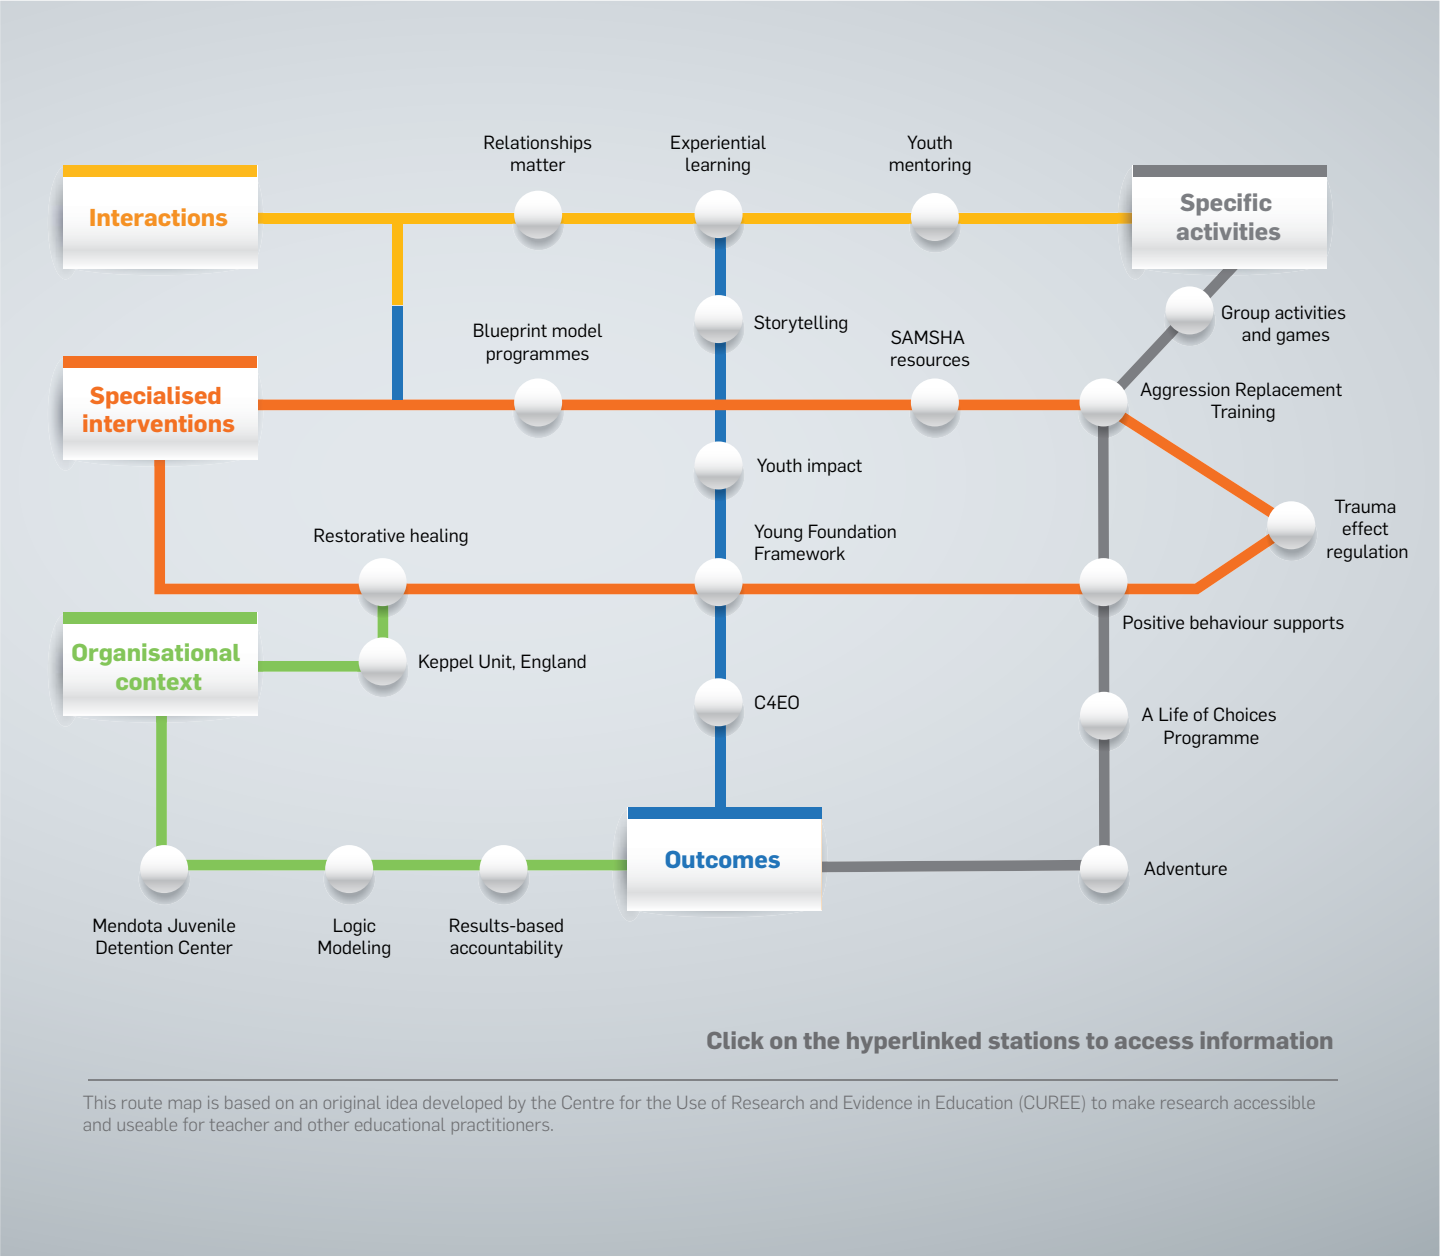 Relationships
matter
Experiential
learning
Youth
mentoring
Interactions
Specific
activities
Group activities
and games
Storytelling
Blueprint model
programmes
SAMSHA
resources
Specialised
interventions
Aggression Replacement
Training
Youth impact
Trauma
effect
regulation
Young Foundation
Framework
Restorative healing
Positive behaviour supports
Organisational
context
Keppel Unit, England
C4EO
A Life of Choices
Programme
Outcomes
Adventure
Mendota Juvenile
Detention Center
Logic
Modeling
Results-based
accountability
Click on the hyperlinked stations to access information
This route map is based on an original idea developed by the Centre for the Use of Research and Evidence in Education (CUREE) to make research accessible
and useable for teacher and other educational practitioners.